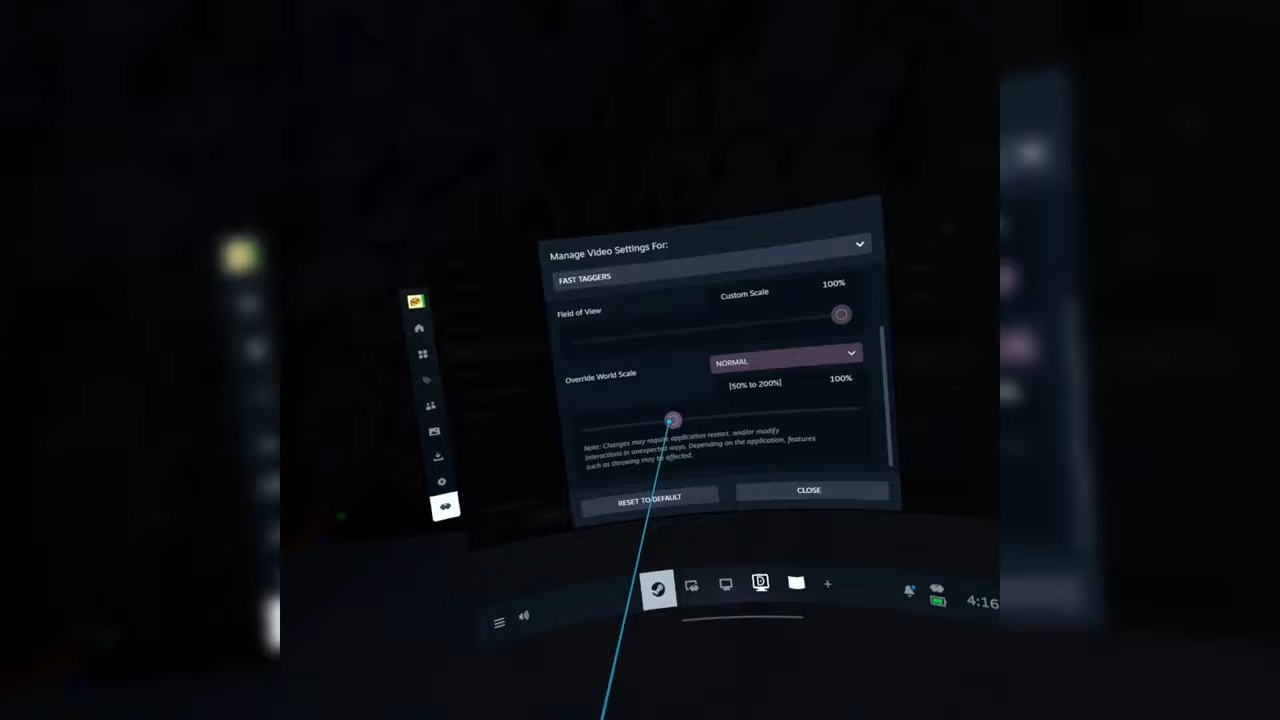 Manage Video Settings For:
FAST TAGGERS
Custom Scale 100%
Field of View
NORMAL
Override World Scale
[50% to 200%] 100%
Note: Changes may require application restart, and/or modify
interactions in unexpected ways. Depending on the application, features
such as throwing may be affected.
RESET TO DEFAULT
CLOSE
4:16